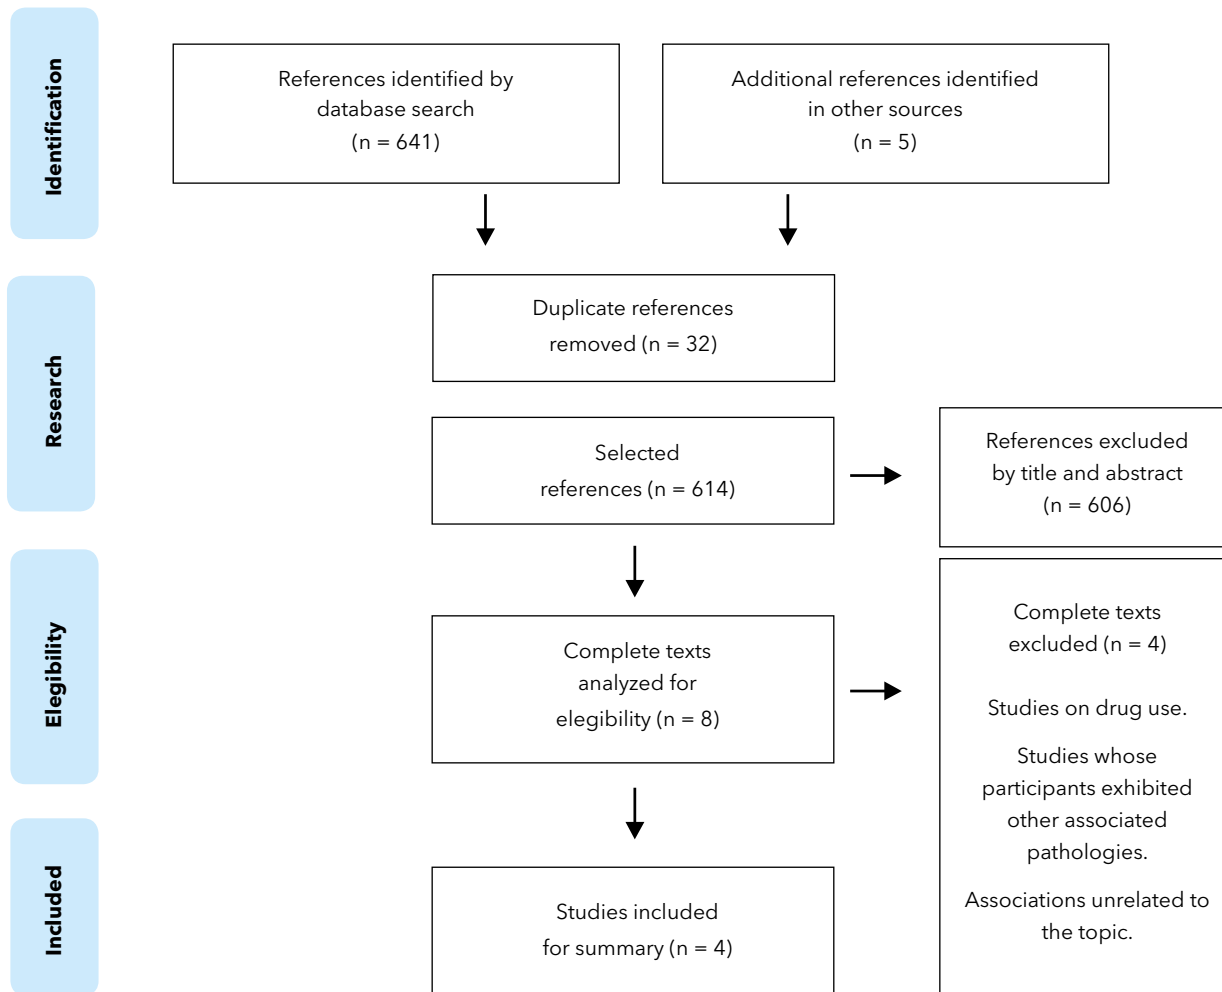 Identification
References identified by
database search
(n = 641)
Additional references identified
in other sources
(n = 5)
Research
Duplicate references
removed (n = 32)
Selected
references (n = 614)
References excluded
by title and abstract
(n = 606)
Elegibility
Complete texts
analyzed for
elegibility (n = 8)
Complete texts
excluded (n = 4)
Studies on drug use.
Studies whose
participants exhibited
other associated
pathologies.
Associations unrelated to
the topic.
Included
Studies included
for summary (n = 4)